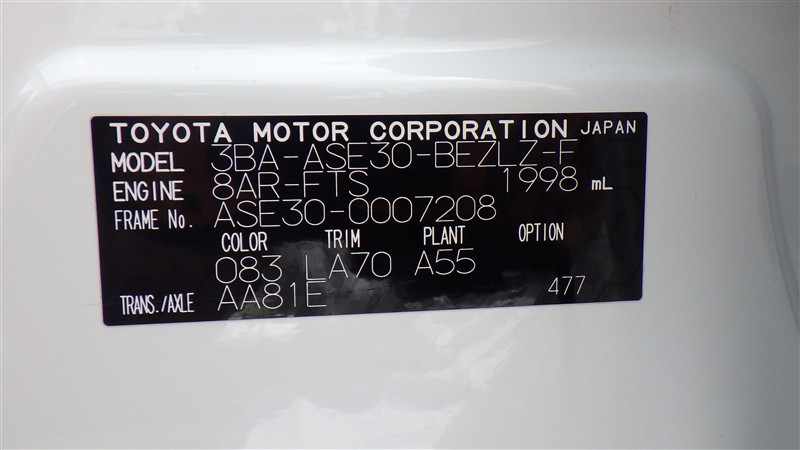 TOYOTA MOTOR CORPORATION JAPAN
MODEL 3BA-ASE30-BEZLZ-F
ENGINE 8AR-FTS 1998 mL
FRAME No. ASE30-0007208
COLOR TRIM PLANT OPTION
083 LA70 A55
TRANS./AXLE AA81E 477